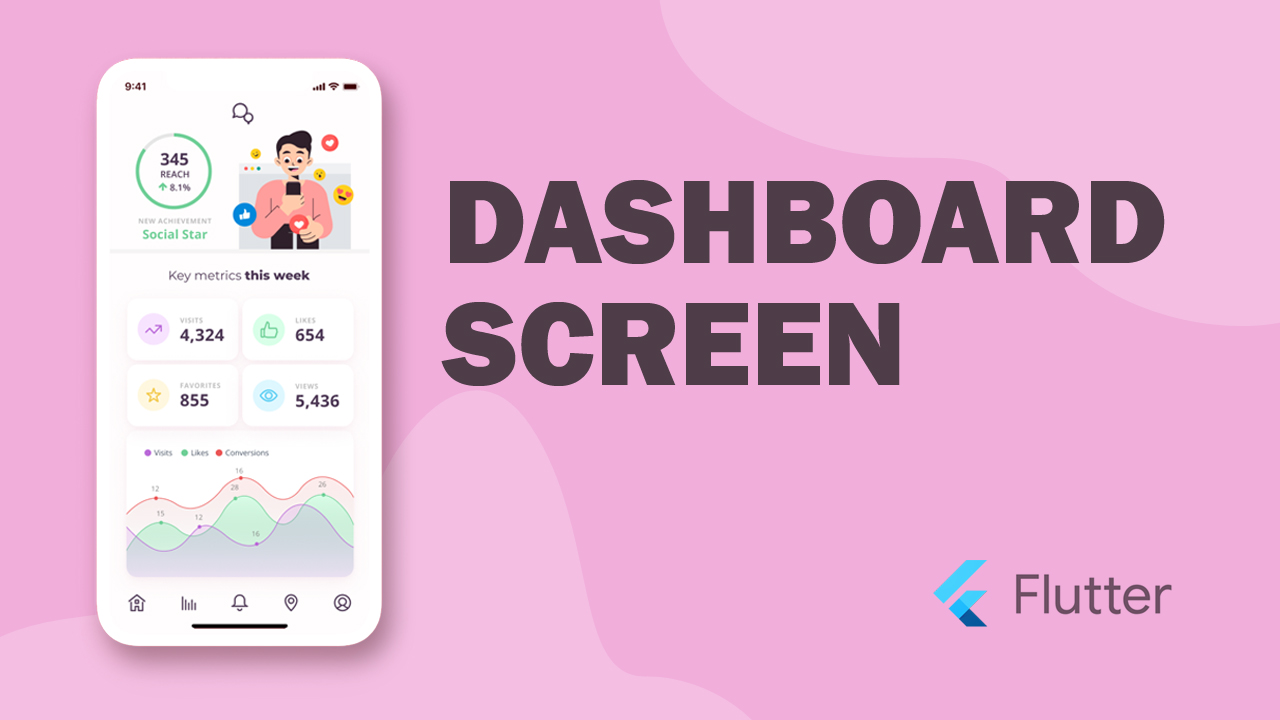 9:41
345
REACH
8.1%
NEW ACHIEVEMENT
Social Star
Key metrics this week
VISITS
4,324
LIKES
654
FAVORITES
855
VIEWS
5,436
Visits Likes Conversions
16
12
28
26
15
12
16
DASHBOARD
SCREEN
Flutter